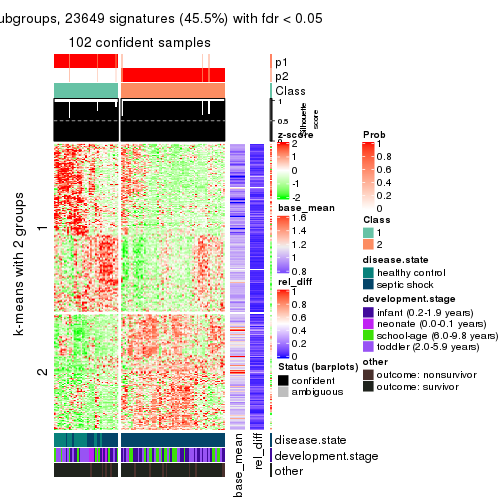 ubgroups, 23649 signatures (45.5%) with fdr < 0.05
102 confident samples
p1
p2
Class
1
0.5
0
Silhouette
score
k-means with 2 groups
1
2
z-score
2
1
0
-1
-2
base_mean
1.6
1.4
1.2
1
0.8
rel_diff
1
0.8
0.6
0.4
0.2
0
Status (barplots)
confident
ambiguous
Prob
1
0.8
0.6
0.4
0.2
0
Class
1
2
disease.state
healthy control
septic shock
development.stage
infant (0.2-1.9 years)
neonate (0.0-0.1 years)
school-age (6.0-9.8 years)
toddler (2.0-5.9 years)
other
outcome: nonsurvivor
outcome: survivor
disease.state
development.stage
other
base_mean
rel_diff